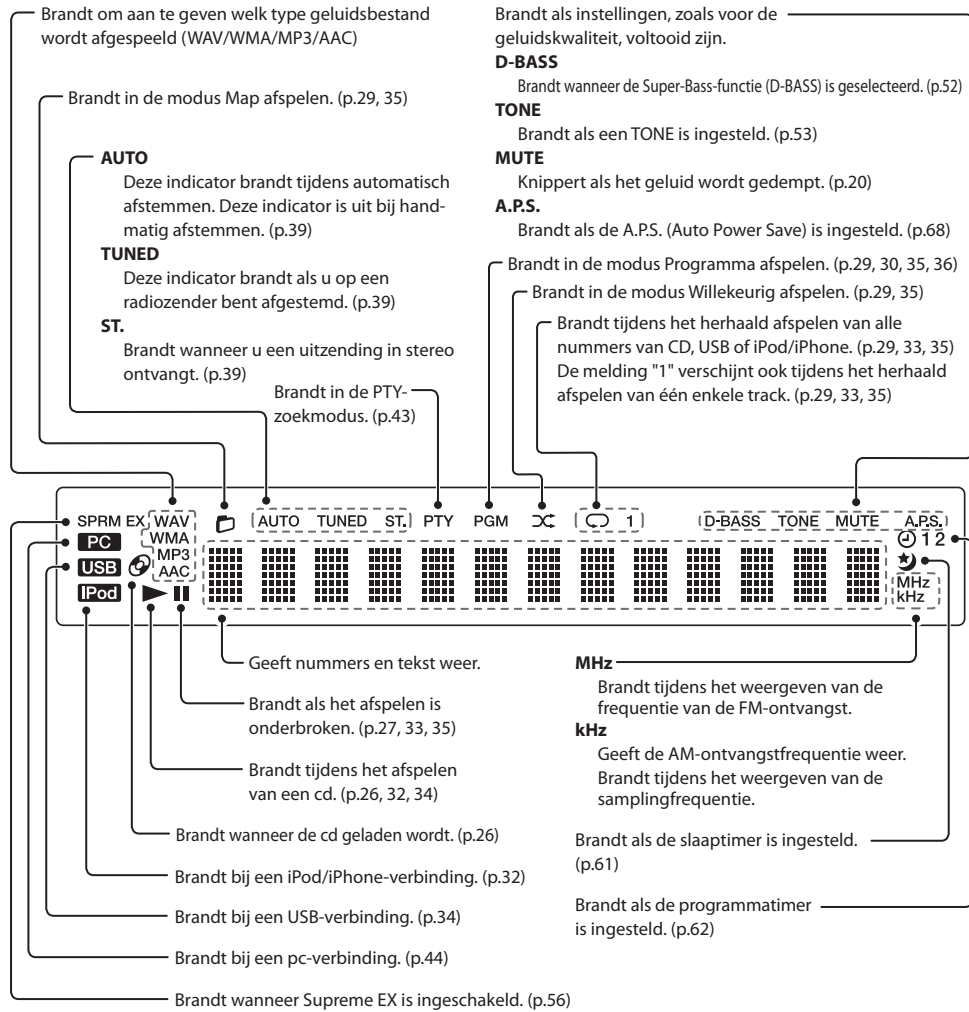 Brandt om aan te geven welk type geluidsbestand
wordt afgespeeld (WAV/WMA/MP3/AAC)
Brandt in de modus Map afspelen. (p.29, 35)
AUTO
Deze indicator brandt tijdens automatisch
afstemmen. Deze indicator is uit bij hand-
matig afstemmen. (p.39)
TUNED
Deze indicator brandt als u op een
radiozender bent afgestemd. (p.39)
ST.
Brandt wanneer u een uitzending in stereo
ontvangt. (p.39)
Brandt in de PTY-
zoekmodus. (p.43)
Brandt als instellingen, zoals voor de
geluidskwaliteit, voltooid zijn.
D-BASS
Brandt wanneer de Super-Bass-functie (D-BASS) is geselecteerd. (p.52)
TONE
Brandt als een TONE is ingesteld. (p.53)
MUTE
Knippert als het geluid wordt gedempt. (p.20)
A.P.S.
Brandt als de A.P.S. (Auto Power Save) is ingesteld. (p.68)
Brandt in de modus Programma afspelen. (p.29, 30, 35, 36)
Brandt in de modus Willekeurig afspelen. (p.29, 35)
Brandt tijdens het herhaald afspelen van alle
nummers van CD, USB of iPod/iPhone. (p.29, 33, 35)
De melding "1" verschijnt ook tijdens het herhaald
afspelen van één enkele track. (p.29, 33, 35)
SPRM EX WAV AUTO TUNED ST. PTY PGM 1 D-BASS TONE MUTE A.P.S.
PC WMA 1 2
USB MP3
AAC
iPod MHz
kHz
Geeft nummers en tekst weer.
Brandt als het afspelen is
onderbroken. (p.27, 33, 35)
Brandt tijdens het afspelen
van een cd. (p.26, 32, 34)
Brandt wanneer de cd geladen wordt. (p.26)
Brandt bij een iPod/iPhone-verbinding. (p.32)
Brandt bij een USB-verbinding. (p.34)
Brandt bij een pc-verbinding. (p.44)
Brandt wanneer Supreme EX is ingeschakeld. (p.56)
MHz
Brandt tijdens het weergeven van de
frequentie van de FM-ontvangst.
kHz
Geeft de AM-ontvangstfrequentie weer.
Brandt tijdens het weergeven van de
samplingfrequentie.
Brandt als de slaaptimer is ingesteld.
(p.61)
Brandt als de programmatimer
is ingesteld. (p.62)